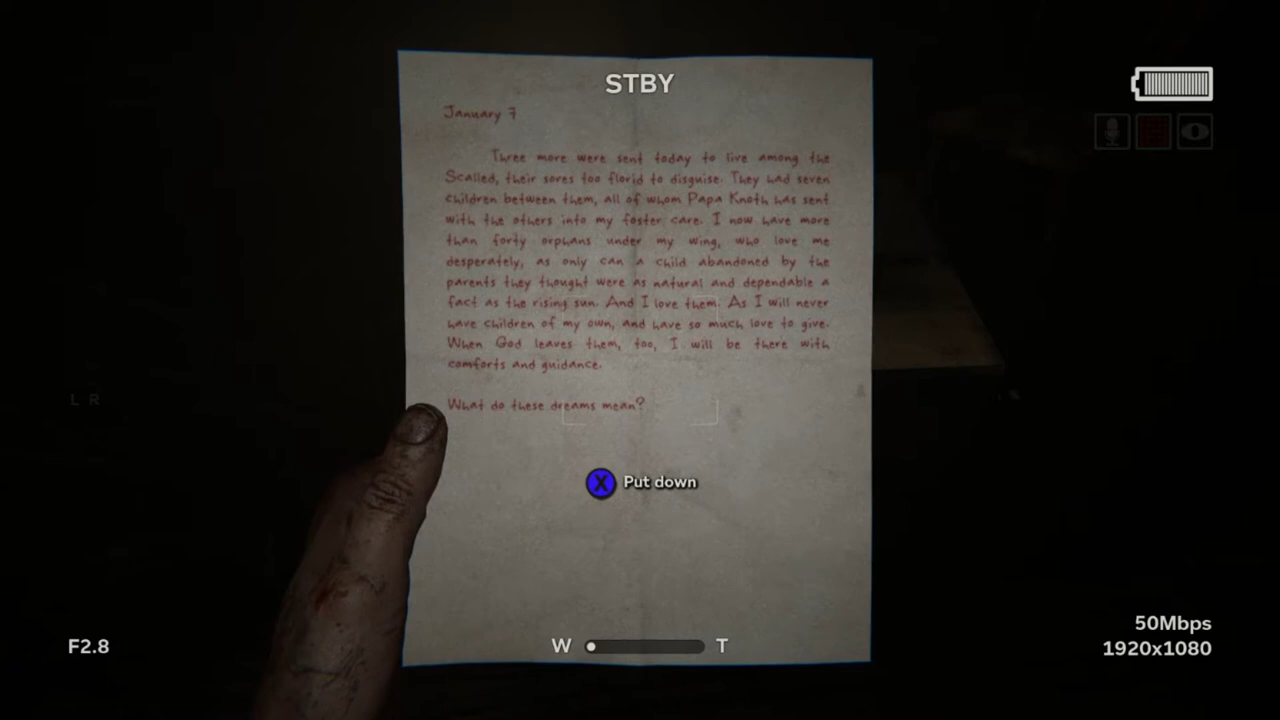 STBY
January 7
Three more were sent today to live among the
Scalled, their sores too florid to disguise. They had seven
children between them, all of whom Papa Knoth has sent
with the others into my foster care. I now have more
than forty orphans under my wing, who love me
desperately, as only can a child abandoned by the
parents they thought were as natural and dependable a
fact as the rising sun. And I love them. As I will never
have children of my own, and have so much love to give.
When God leaves them, too, I will be there with
comforts and guidance.
L R
What do these dreams mean?
X Put down
F2.8
W T
50Mbps
1920x1080